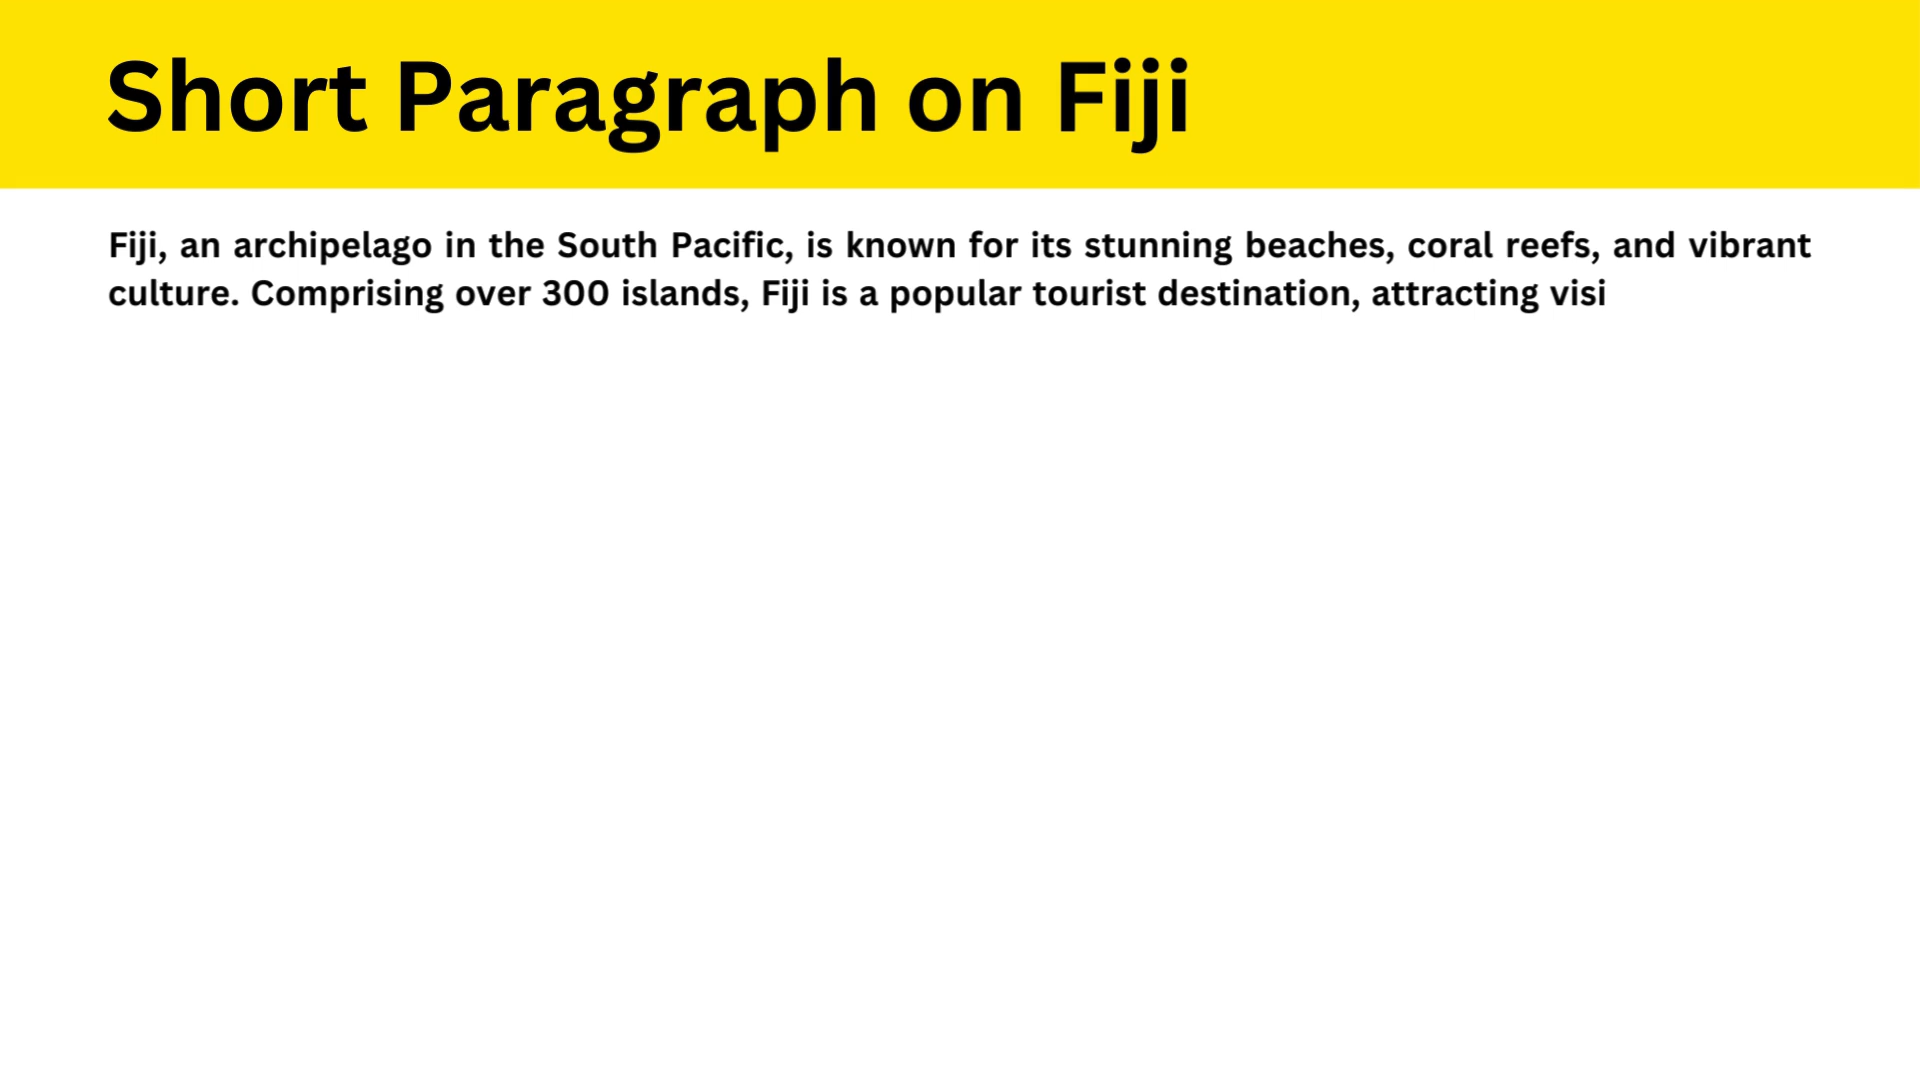 Short Paragraph on Fiji
Fiji, an archipelago in the South Pacific, is known for its stunning beaches, coral reefs, and vibrant
culture. Comprising over 300 islands, Fiji is a popular tourist destination, attracting visi